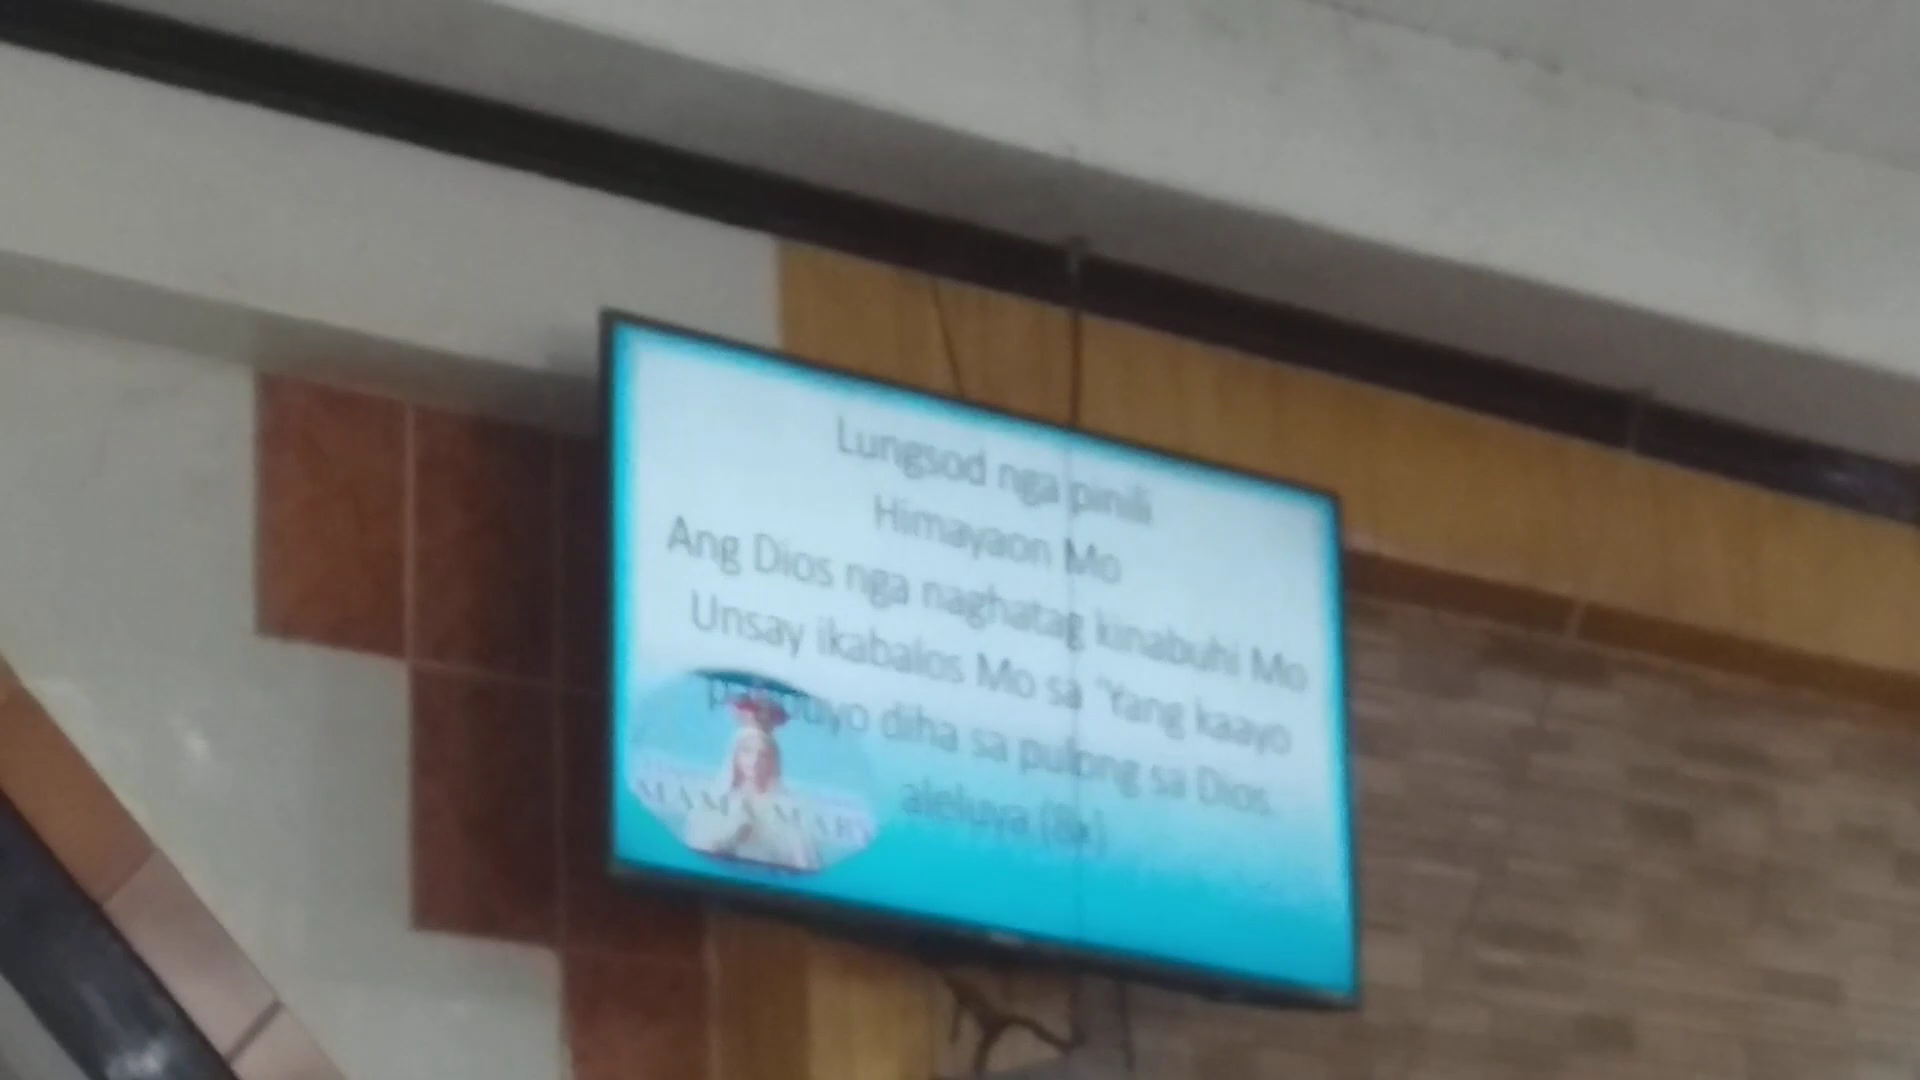 Lungsod nga pinili
Himayaon Mo
Ang Dios nga naghatag kinabuhi Mo
Unsay ikabalos Mo sa 'Yang kaayo
diha sa pulong sa Dios.
aleluya (8x)
MAMA MARY